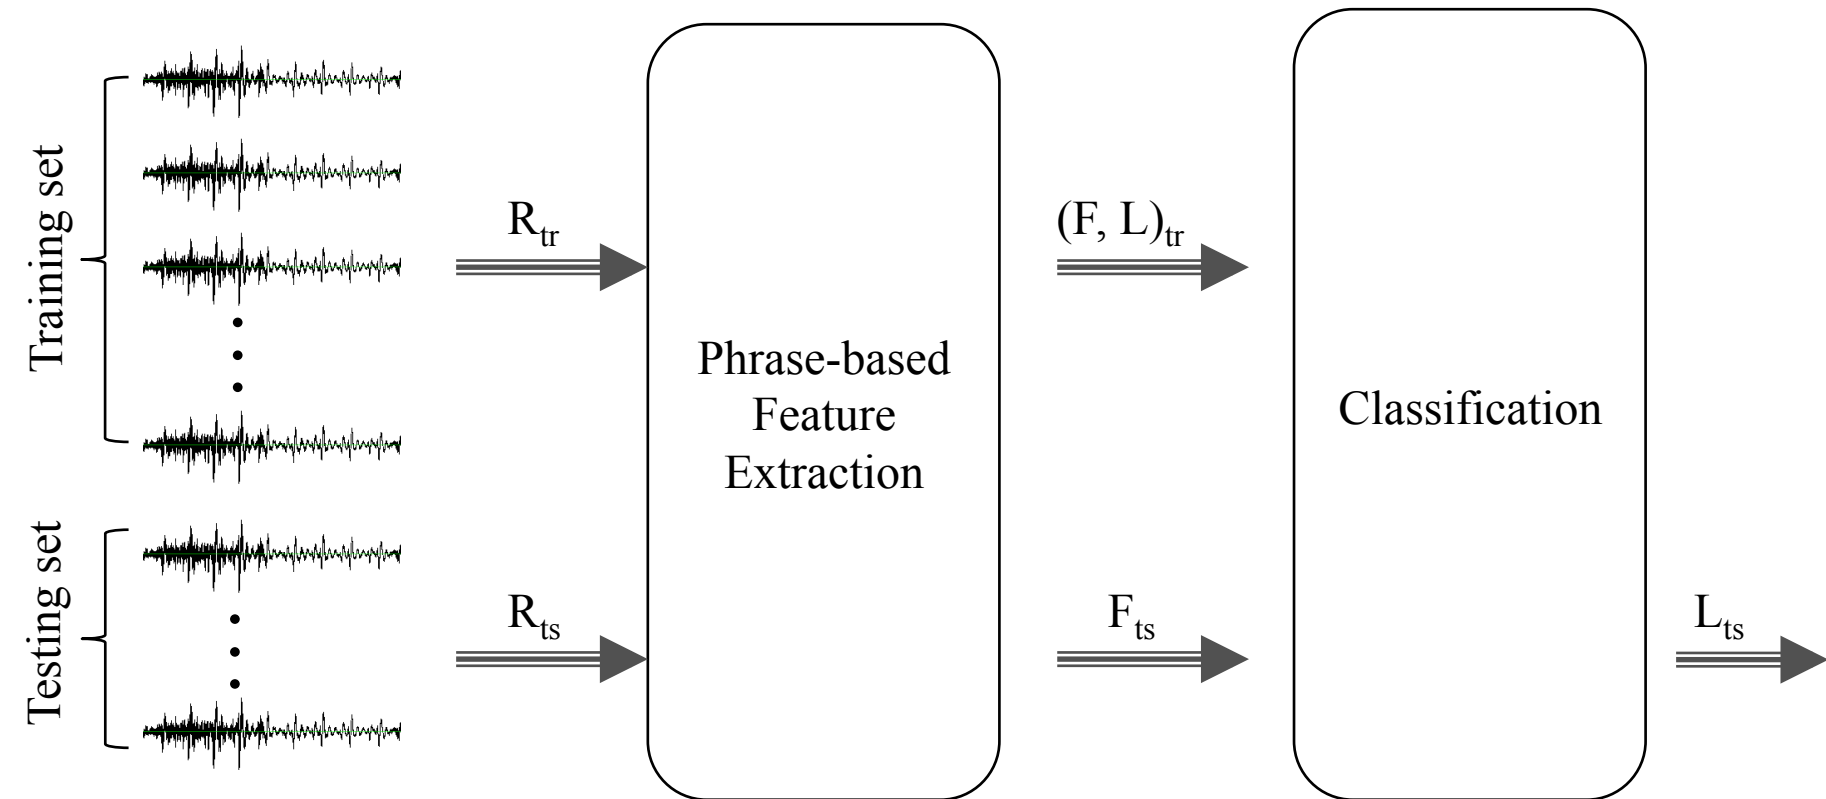 Training set
R_tr
(F, L)_tr
Phrase-based
Feature
Extraction
Classification
Testing set
R_ts
F_ts
L_ts